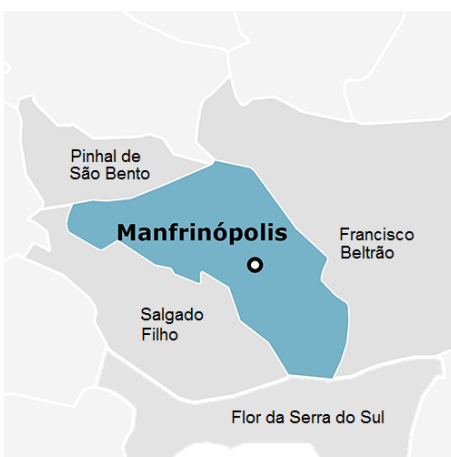 Pinhal de
São Bento
Manfrinópolis
Francisco
Beltrão
Salgado
Filho
Flor da Serra do Sul